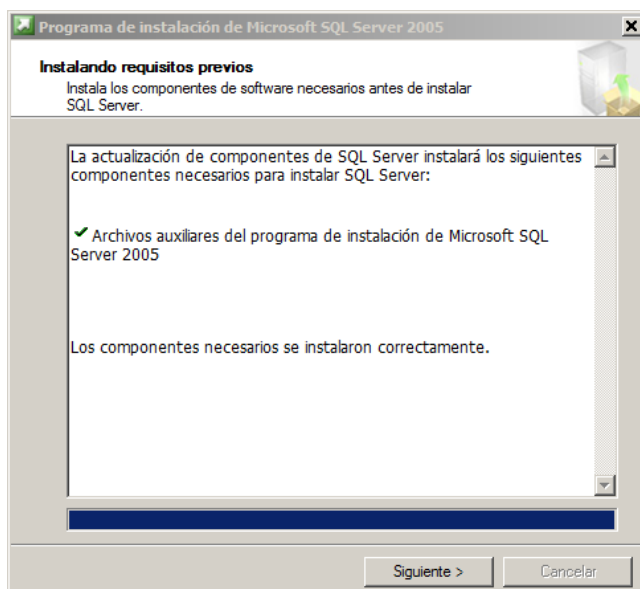 Programa de instalación de Microsoft SQL Server 2005
Instalando requisitos previos
Instala los componentes de software necesarios antes de instalar
SQL Server.
La actualización de componentes de SQL Server instalará los siguientes
componentes necesarios para instalar SQL Server:
Archivos auxiliares del programa de instalación de Microsoft SQL
Server 2005
Los componentes necesarios se instalaron correctamente.
Siguiente >
Cancelar